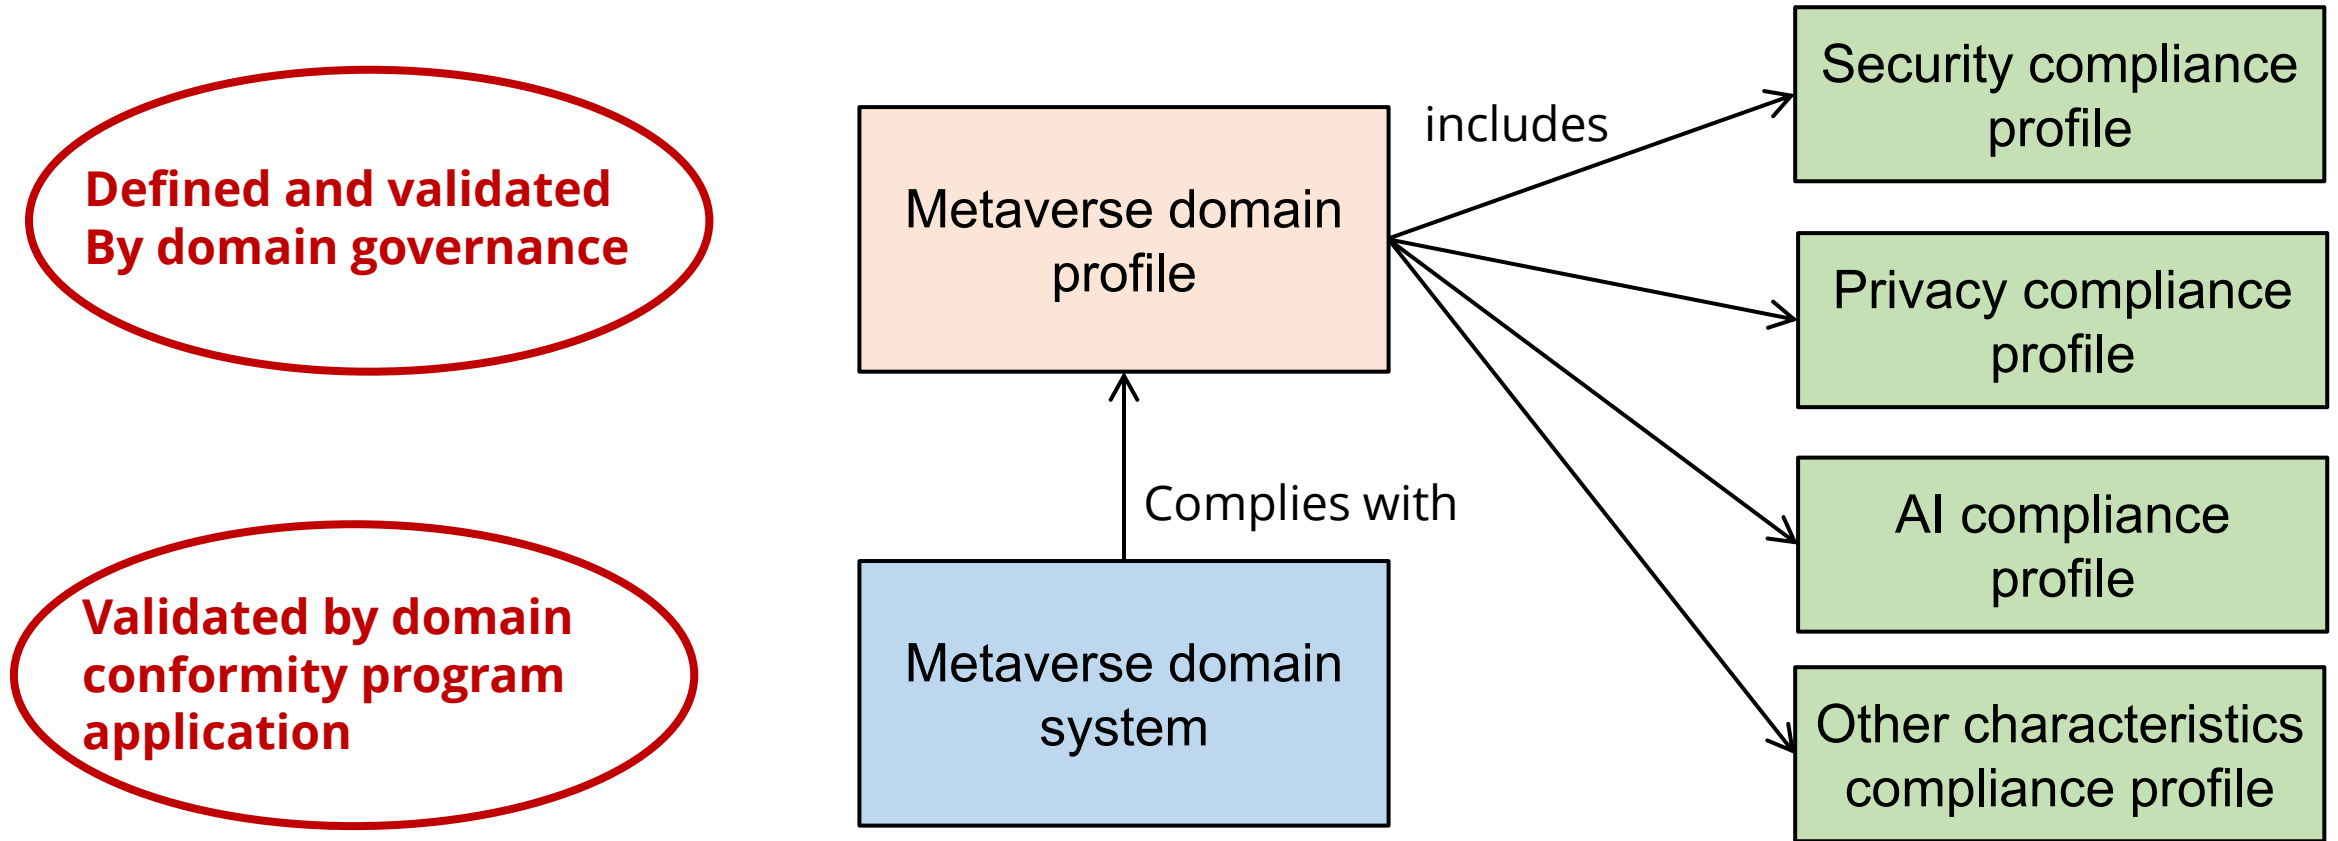 Defined and validated
By domain governance
Validated by domain
conformity program
application
Metaverse domain
profile
includes
Complies with
Metaverse domain
system
Security compliance
profile
Privacy compliance
profile
AI compliance
profile
Other characteristics
compliance profile